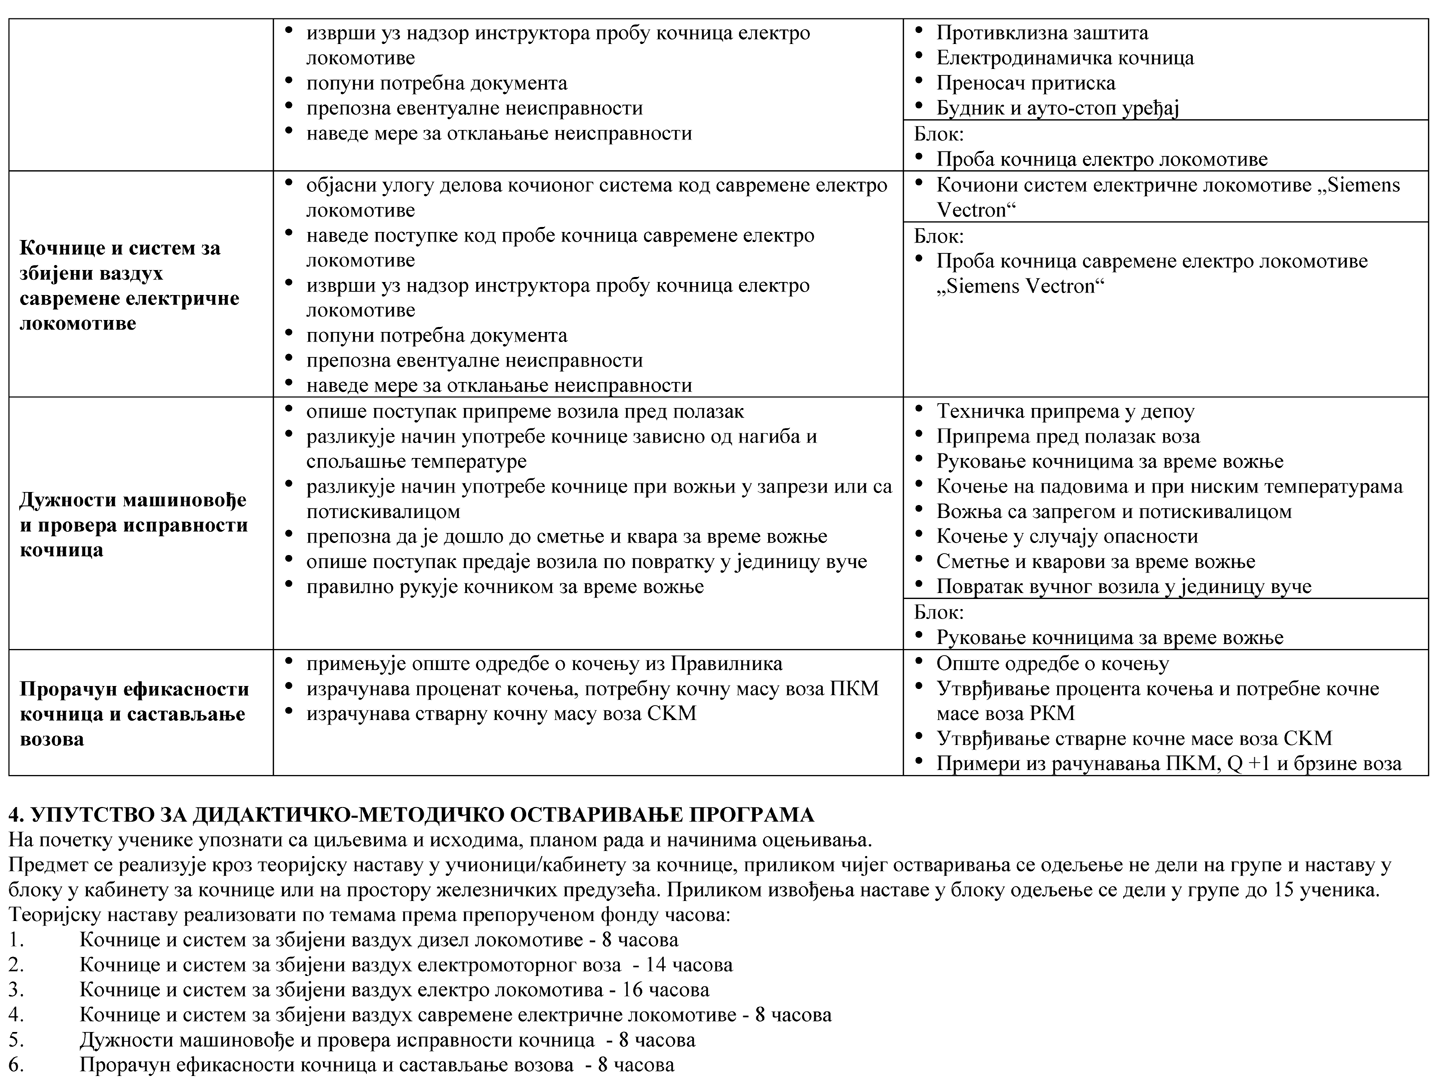 • изврши уз надзор инструктора пробу кочница електро
локомотиве
• попуни потребна документа
• препозна евентуалне неисправности
• наведе мере за отклањање неисправности
• Противклизна заштита
• Електродинамичка кочница
• Преносач притиска
• Будник и ауто-стоп уређај
Блок:
• Проба кочница електро локомотиве
Кочнице и систем за
збијени ваздух
савремене електричне
локомотиве
• објасни улогу делова кочионог система код савремене електро
локомотиве
• наведе поступке код пробе кочница савремене електро
локомотиве
• изврши уз надзор инструктора пробу кочница електро
локомотиве
• попуни потребна документа
• препозна евентуалне неисправности
• наведе мере за отклањање неисправности
• Кочиони систем електричне локомотиве „Siemens
Vectron“
Блок:
• Проба кочница савремене електро локомотиве
„Siemens Vectron“
Дужности машиновође
и провера исправности
кочница
• опише поступак припреме возила пред полазак
• разликује начин употребе кочнице зависно од нагиба и
спољашње температуре
• разликује начин употребе кочнице при вожњи у запрези или са
потискивалицом
• препозна да је дошло до сметње и квара за време вожње
• опише поступак предаје возила по повратку у јединицу вуче
• правилно рукује кочником за време вожње
• Техничка припрема у депоу
• Припрема пред полазак воза
• Руковање кочницима за време вожње
• Кочење на падовима и при ниским температурама
• Вожња са запрегом и потискивалицом
• Кочење у случају опасности
• Сметње и кварови за време вожње
• Повратак вучног возила у јединицу вуче
Блок:
• Руковање кочницима за време вожње
Прорачун ефикасности
кочница и састављање
возова
• примењује опште одредбе о кочењу из Правилника
• израчунава проценат кочења, потребну кочну масу воза ПКМ
• израчунава стварну кочну масу воза СКМ
• Опште одредбе о кочењу
• Утврђивање процента кочења и потребне кочне
масе воза РКМ
• Утврђивање стварне кочне масе воза СКМ
• Примери из рачунавања ПКМ, Q +1 и брзине воза
4. УПУТСТВО ЗА ДИДАКТИЧКО-МЕТОДИЧКО ОСТВАРИВАЊЕ ПРОГРАМА
На почетку ученике упознати са циљевима и исходима, планом рада и начинима оцењивања.
Предмет се реализује кроз теоријску наставу у учионици/кабинету за кочнице, приликом чијег остваривања се одељење не дели на групе и наставу у
блоку у кабинету за кочнице или на простору железничких предузећа. Приликом извођења наставе у блоку одељење се дели у групе до 15 ученика.
Теоријску наставу реализовати по темама према препорученом фонду часова:
1. Кочнице и систем за збијени ваздух дизел локомотиве - 8 часова
2. Кочнице и систем за збијени ваздух електромоторног воза - 14 часова
3. Кочнице и систем за збијени ваздух електро локомотива - 16 часова
4. Кочнице и систем за збијени ваздух савремене електричне локомотиве - 8 часова
5. Дужности машиновође и провера исправности кочница - 8 часова
6. Прорачун ефикасности кочница и састављање возова - 8 часова